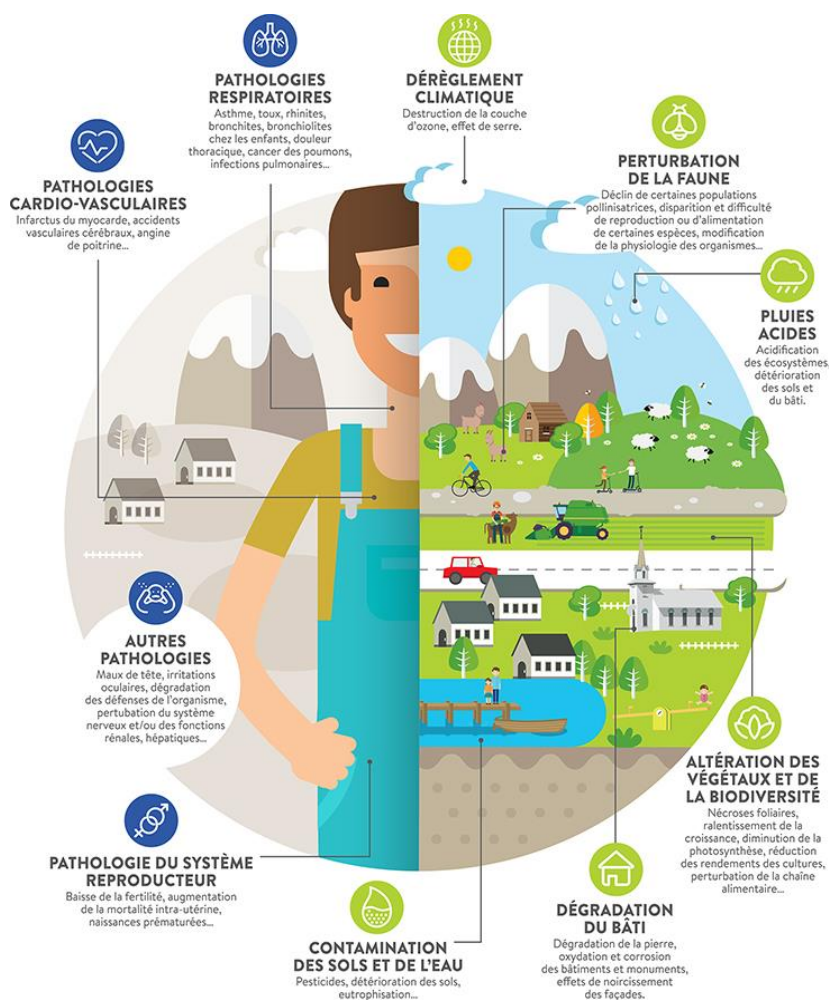 PATHOLOGIES
RESPIRATOIRES
Asthme, toux, rhinites,
bronchites, bronchiolites
chez les enfants, douleur
thoracique, cancer des poumons,
infections pulmonaires...
DÉRÈGLEMENT
CLIMATIQUE
Destruction de la couche
d'ozone, effet de serre.
PATHOLOGIES
CARDIO-VASCULAIRES
Infarctus du myocarde, accidents
vasculaires cérébraux, angine
de poitrine...
PERTURBATION
DE LA FAUNE
Déclin de certaines populations
pollinisatrices, disparition et difficulté
de reproduction ou d'alimentation
de certaines espèces, modification
de la physiologie des organismes...
PLUIES
ACIDES
Acidification
des écosystèmes,
détérioration
des sols et
du bâti.
AUTRES
PATHOLOGIES
Maux de tête, irritations
oculaires, dégradation
des défenses de l'organisme,
pertubation du système
nerveux et/ou des fonctions
rénales, hépatiques...
ALTÉRATION DES
VÉGÉTAUX ET DE
LA BIODIVERSITÉ
Nécroses foliaires,
ralentissement de la
croissance, diminution de la
photosynthèse, réduction
des rendements des cultures,
perturbation de la chaîne
alimentaire...
PATHOLOGIE DU SYSTÈME
REPRODUCTEUR
Baisse de la fertilité, augmentation
de la mortalité intra-utérine,
naissances prématurées...
DÉGRADATION
DU BÂTI
Dégradation de la pierre,
oxydation et corrosion
des bâtiments et monuments,
effets de noircissement
des façades.
CONTAMINATION
DES SOLS ET DE L'EAU
Pesticides, détérioration des sols,
eutrophisation...